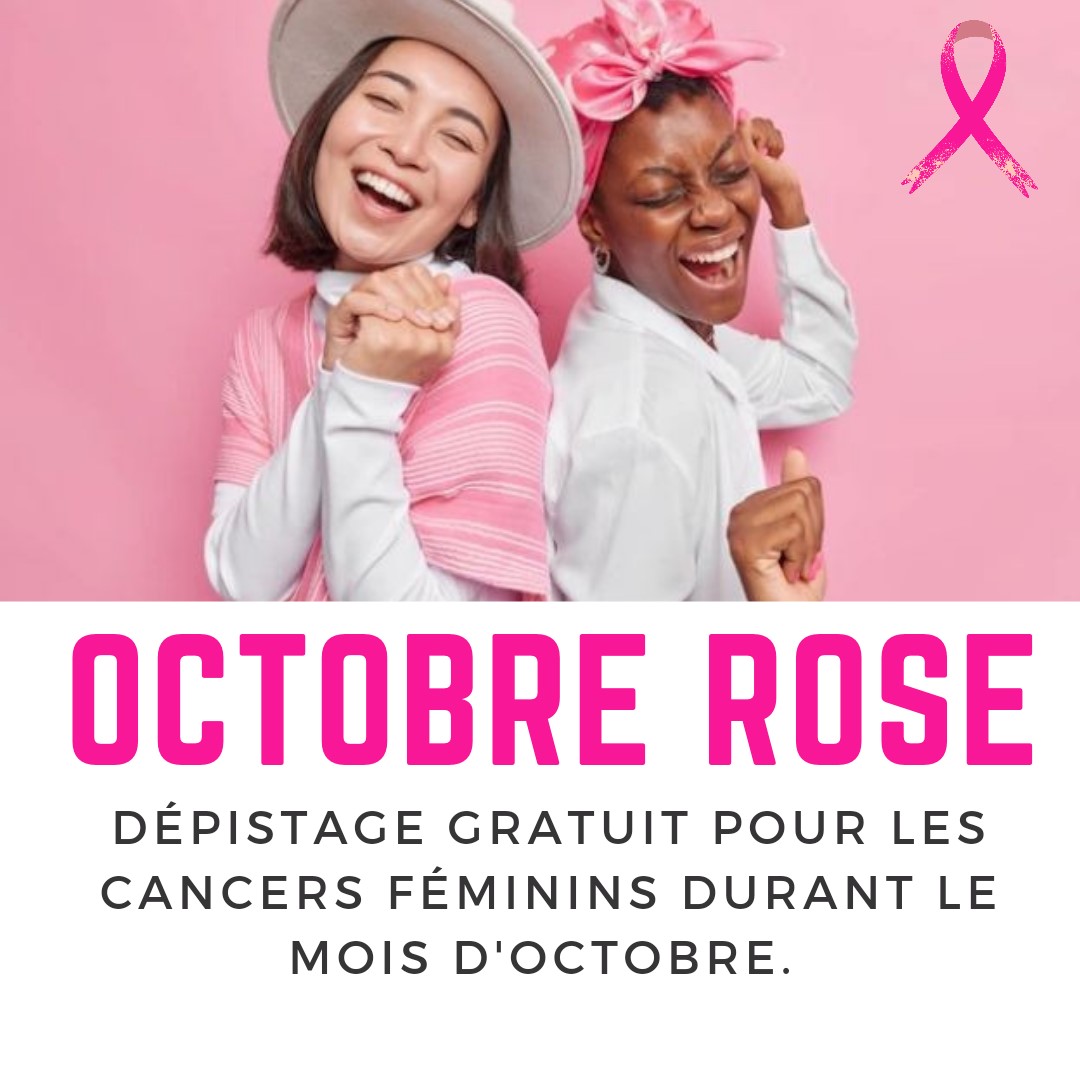 OCTOBRE ROSE
DÉPISTAGE GRATUIT POUR LES
CANCERS FÉMININS DURANT LE
MOIS D'OCTOBRE.